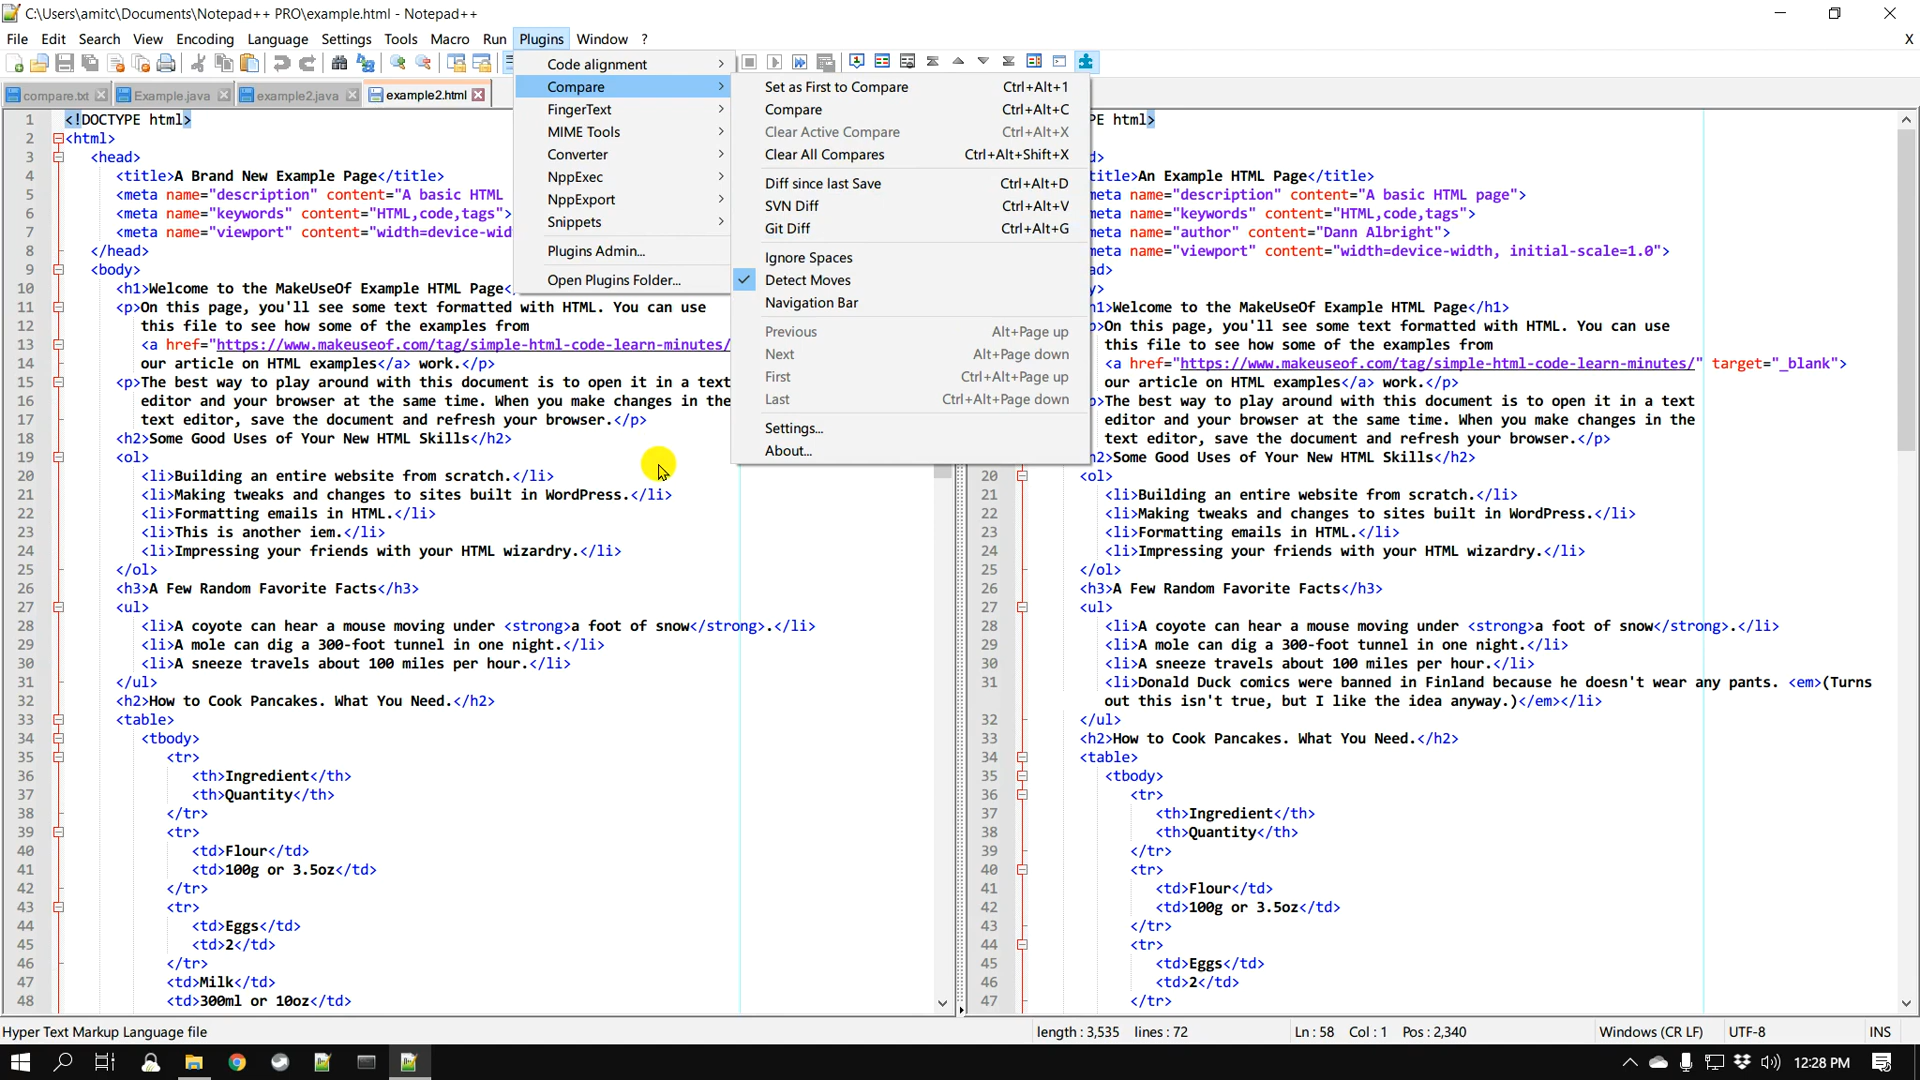 C:\Users\amitc\Documents\Notepad++ PRO\example.html - Notepad++
File Edit Search View Encoding Language Settings Tools Macro Run Plugins Window ? X
compare.txt Example.java example2.java example2.html
Code alignment
Compare
FingerText
MIME Tools
Converter
NppExec
NppExport
Snippets
Plugins Admin...
Open Plugins Folder...
Set as First to Compare Ctrl+Alt+1
Compare Ctrl+Alt+C
Clear Active Compare Ctrl+Alt+X
Clear All Compares Ctrl+Alt+Shift+X
Diff since last Save Ctrl+Alt+D
SVN Diff Ctrl+Alt+V
Git Diff Ctrl+Alt+G
Ignore Spaces
Detect Moves
Navigation Bar
Previous Alt+Page up
Next Alt+Page down
First Ctrl+Alt+Page up
Last Ctrl+Alt+Page down
Settings...
About...
1 <!DOCTYPE html>
2 <html>
3 <head>
4 <title>A Brand New Example Page</title>
5 <meta name="description" content="A basic HTML
6 <meta name="keywords" content="HTML,code,tags">
7 <meta name="viewport" content="width=device-wid
8 </head>
9 <body>
10 <h1>Welcome to the MakeUseOf Example HTML Page<
11 <p>On this page, you'll see some text formatted with HTML. You can use
12 this file to see how some of the examples from
13 <a href="https://www.makeuseof.com/tag/simple-html-code-learn-minutes/
14 our article on HTML examples</a> work.</p>
15 <p>The best way to play around with this document is to open it in a text
16 editor and your browser at the same time. When you make changes in the
17 text editor, save the document and refresh your browser.</p>
18 <h2>Some Good Uses of Your New HTML Skills</h2>
19 <ol>
20 <li>Building an entire website from scratch.</li>
21 <li>Making tweaks and changes to sites built in WordPress.</li>
22 <li>Formatting emails in HTML.</li>
23 <li>This is another iem.</li>
24 <li>Impressing your friends with your HTML wizardry.</li>
25 </ol>
26 <h3>A Few Random Favorite Facts</h3>
27 <ul>
28 <li>A coyote can hear a mouse moving under <strong>a foot of snow</strong>.</li>
29 <li>A mole can dig a 300-foot tunnel in one night.</li>
30 <li>A sneeze travels about 100 miles per hour.</li>
31 </ul>
32 <h2>How to Cook Pancakes. What You Need.</h2>
33 <table>
34 <tbody>
35 <tr>
36 <th>Ingredient</th>
37 <th>Quantity</th>
38 </tr>
39 <tr>
40 <td>Flour</td>
41 <td>100g or 3.5oz</td>
42 </tr>
43 <tr>
44 <td>Eggs</td>
45 <td>2</td>
46 </tr>
47 <td>Milk</td>
48 <td>300ml or 10oz</td>
PE html>
d>
title>An Example HTML Page</title>
meta name="description" content="A basic HTML page">
meta name="keywords" content="HTML,code,tags">
meta name="author" content="Dann Albright">
meta name="viewport" content="width=device-width, initial-scale=1.0">
ad>
y>
h1>Welcome to the MakeUseOf Example HTML Page</h1>
p>On this page, you'll see some text formatted with HTML. You can use
this file to see how some of the examples from
<a href="https://www.makeuseof.com/tag/simple-html-code-learn-minutes/" target="_blank">
our article on HTML examples</a> work.</p>
p>The best way to play around with this document is to open it in a text
editor and your browser at the same time. When you make changes in the
text editor, save the document and refresh your browser.</p>
h2>Some Good Uses of Your New HTML Skills</h2>
20 <ol>
21 <li>Building an entire website from scratch.</li>
22 <li>Making tweaks and changes to sites built in WordPress.</li>
23 <li>Formatting emails in HTML.</li>
24 <li>Impressing your friends with your HTML wizardry.</li>
25 </ol>
26 <h3>A Few Random Favorite Facts</h3>
27 <ul>
28 <li>A coyote can hear a mouse moving under <strong>a foot of snow</strong>.</li>
29 <li>A mole can dig a 300-foot tunnel in one night.</li>
30 <li>A sneeze travels about 100 miles per hour.</li>
31 <li>Donald Duck comics were banned in Finland because he doesn't wear any pants. <em>(Turns
out this isn't true, but I like the idea anyway.)</em></li>
32 </ul>
33 <h2>How to Cook Pancakes. What You Need.</h2>
34 <table>
35 <tbody>
36 <tr>
37 <th>Ingredient</th>
38 <th>Quantity</th>
39 </tr>
40 <tr>
41 <td>Flour</td>
42 <td>100g or 3.5oz</td>
43 </tr>
44 <tr>
45 <td>Eggs</td>
46 <td>2</td>
47 </tr>
Hyper Text Markup Language file length : 3,535 lines : 72 Ln : 58 Col : 1 Pos : 2,340 Windows (CR LF) UTF-8 INS
12:28 PM